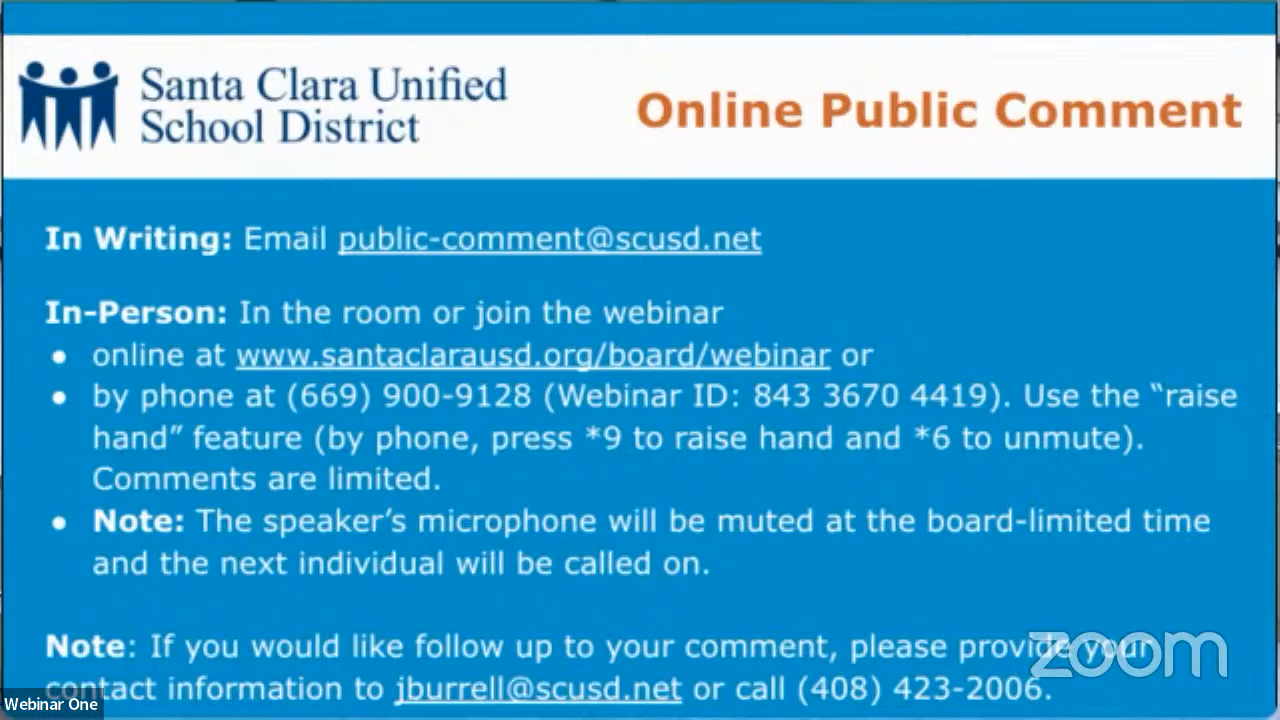 Santa Clara Unified
School District
Online Public Comment
In Writing: Email public-comment@scusd.net
In-Person: In the room or join the webinar
● online at www.santaclarausd.org/board/webinar or
● by phone at (669) 900-9128 (Webinar ID: 843 3670 4419). Use the “raise
hand” feature (by phone, press *9 to raise hand and *6 to unmute).
Comments are limited.
● Note: The speaker’s microphone will be muted at the board-limited time
and the next individual will be called on.
Note: If you would like follow up to your comment, please provide your
zoom
contact information to jburrell@scusd.net or call (408) 423-2006.
Webinar One